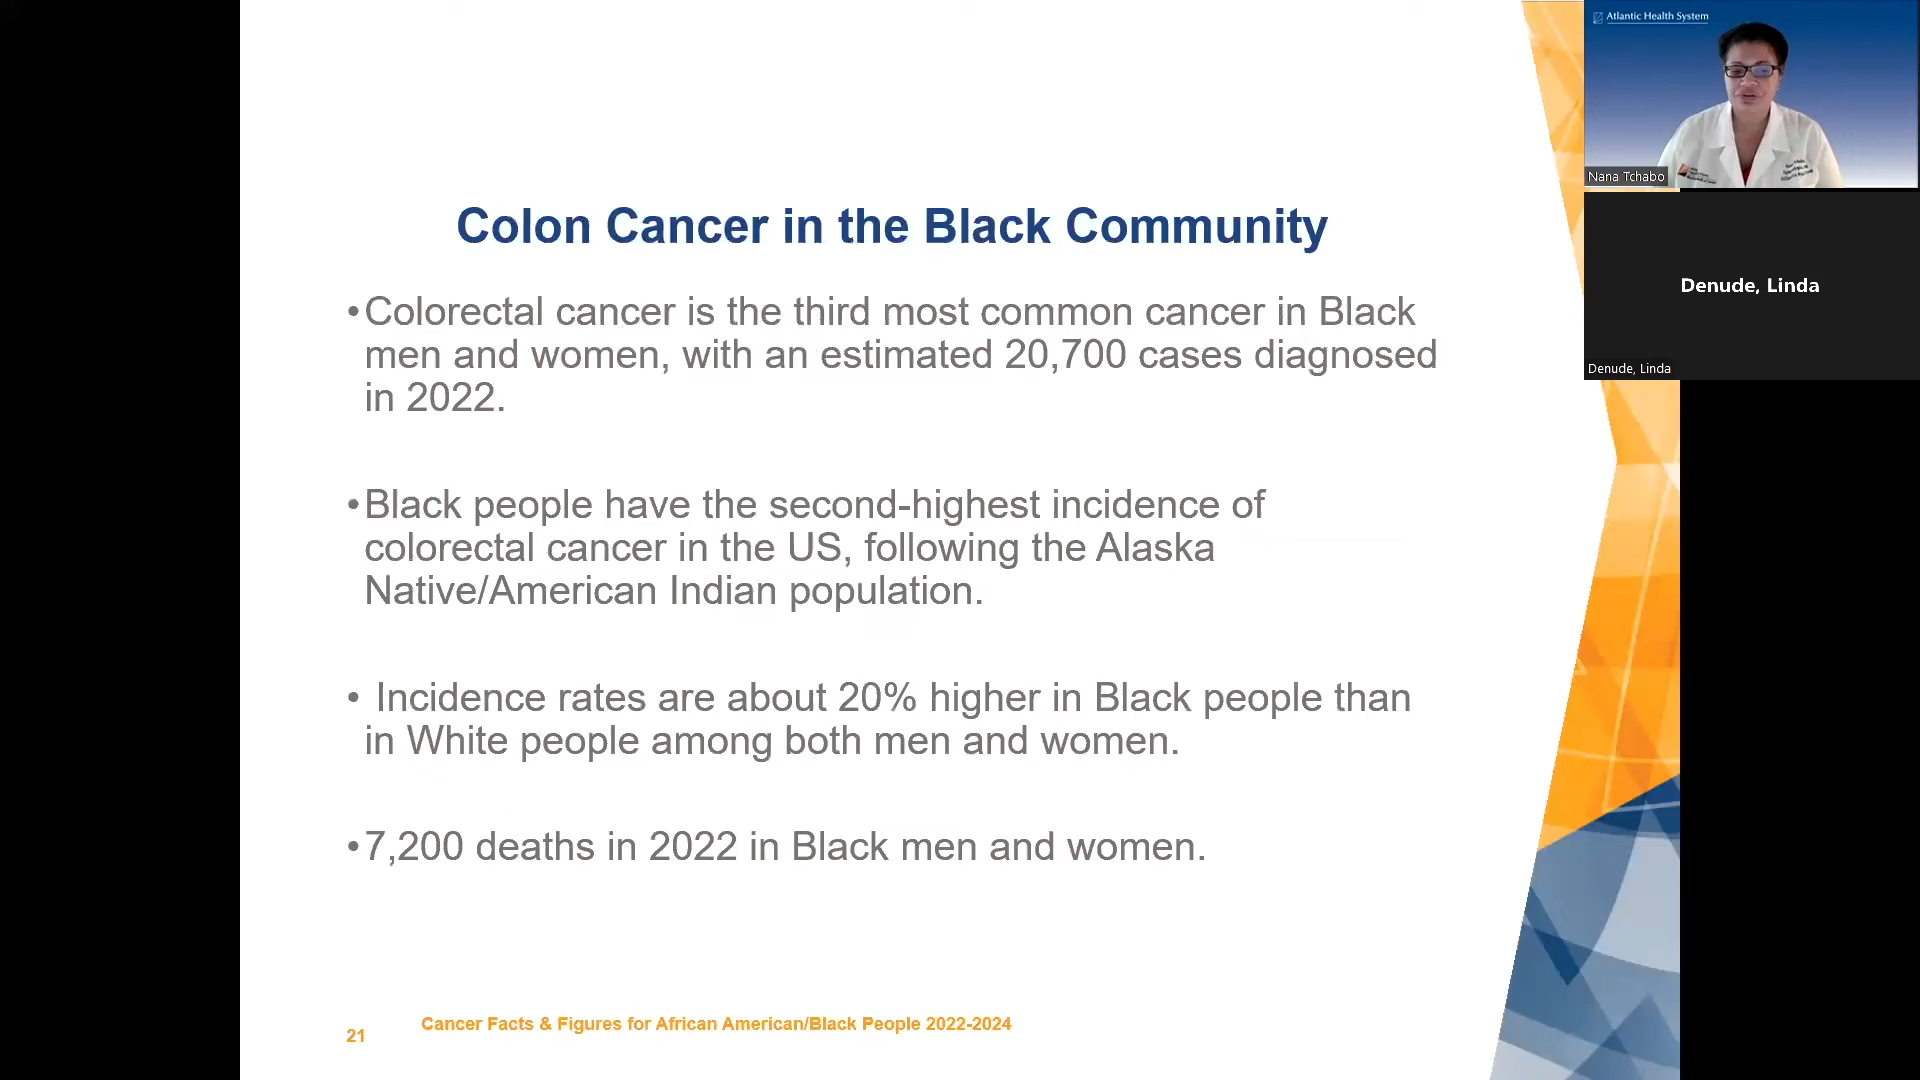 Colon Cancer in the Black Community
•Colorectal cancer is the third most common cancer in Black
men and women, with an estimated 20,700 cases diagnosed
in 2022.
•Black people have the second-highest incidence of
colorectal cancer in the US, following the Alaska
Native/American Indian population.
• Incidence rates are about 20% higher in Black people than
in White people among both men and women.
•7,200 deaths in 2022 in Black men and women.
21
Cancer Facts & Figures for African American/Black People 2022-2024
Atlantic Health System
Nana Tchabo
Denude, Linda
Denude, Linda